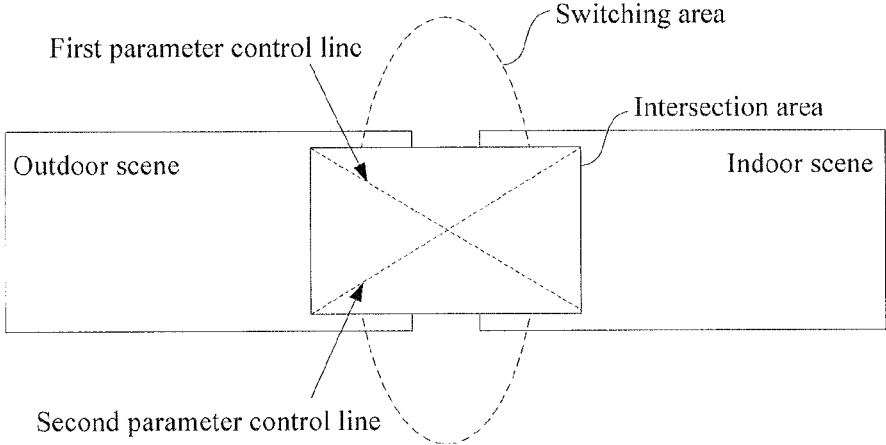 Switching area
First parameter control line
Intersection area
Outdoor scene
Indoor scene
Second parameter control line